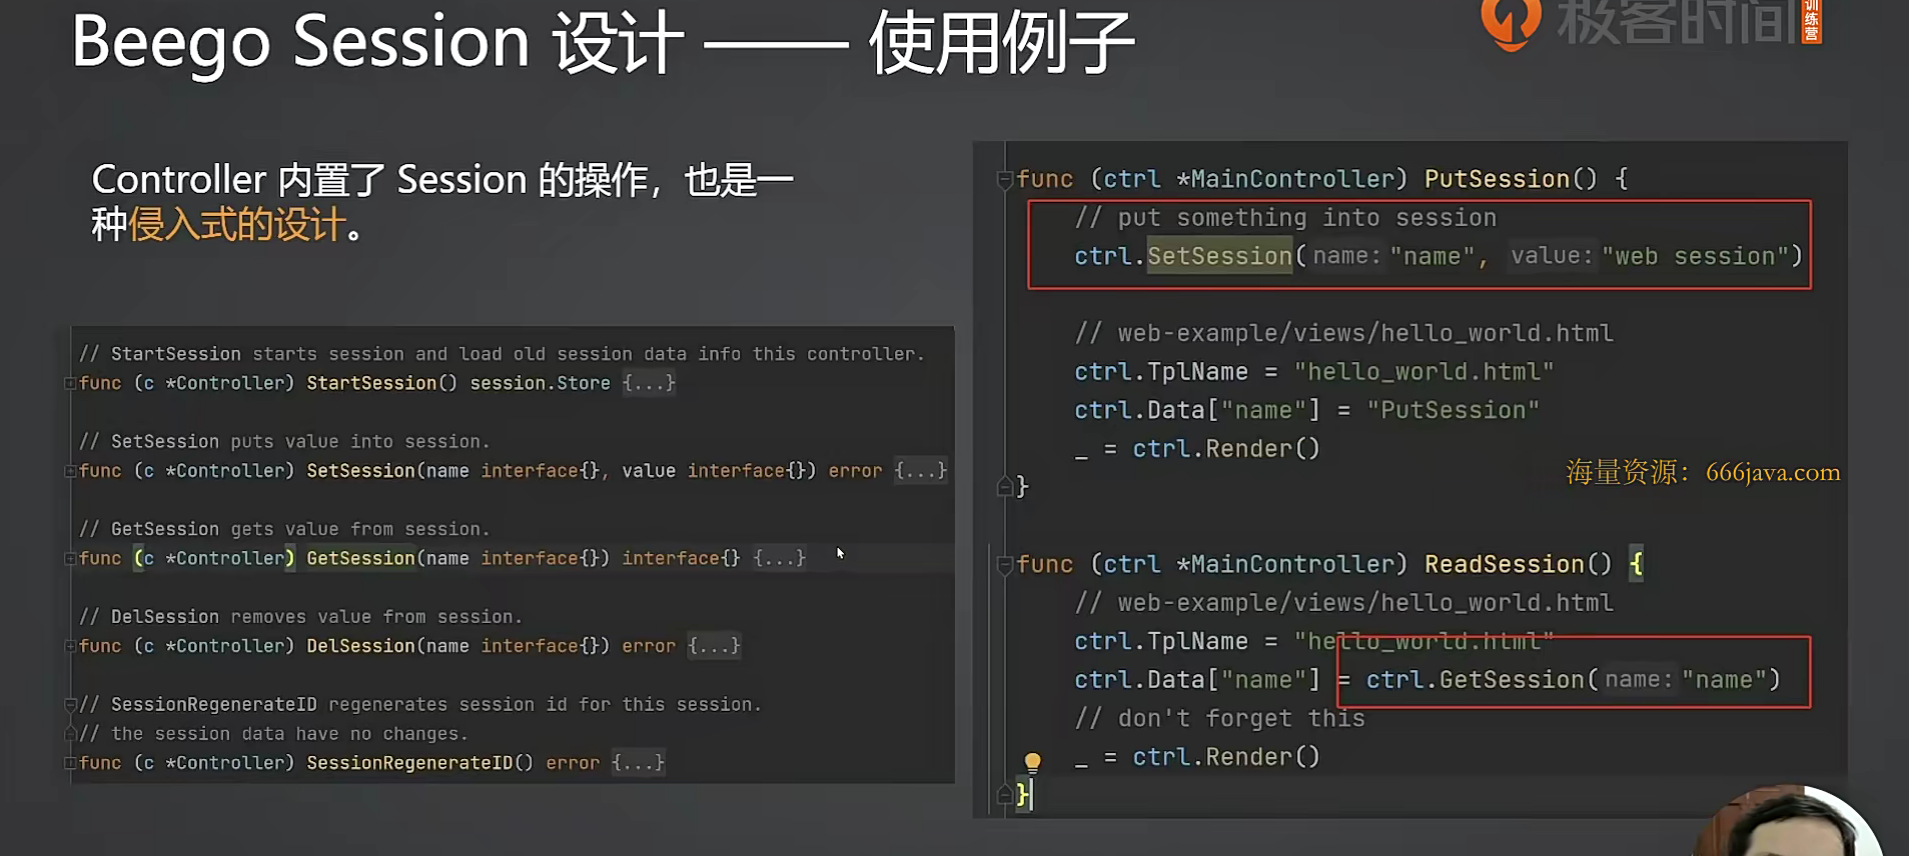 Beego Session 设计 —— 使用例子
极客时间
训练营
Controller 内置了 Session 的操作，也是一
种侵入式的设计。
// StartSession starts session and load old session data info this controller.
func (c *Controller) StartSession() session.Store {...}
// SetSession puts value into session.
func (c *Controller) SetSession(name interface{}, value interface{}) error {...}
// GetSession gets value from session.
func (c *Controller) GetSession(name interface{}) interface{} {...}
// DelSession removes value from session.
func (c *Controller) DelSession(name interface{}) error {...}
// SessionRegenerateID regenerates session id for this session.
// the session data have no changes.
func (c *Controller) SessionRegenerateID() error {...}
func (ctrl *MainController) PutSession() {
// put something into session
ctrl.SetSession( name: "name", value: "web session")
// web-example/views/hello_world.html
ctrl.TplName = "hello_world.html"
ctrl.Data["name"] = "PutSession"
_ = ctrl.Render()
}
海量资源：666java.com
func (ctrl *MainController) ReadSession() {
// web-example/views/hello_world.html
ctrl.TplName = "hello_world.html"
ctrl.Data["name"] = ctrl.GetSession( name: "name")
// don't forget this
_ = ctrl.Render()
}